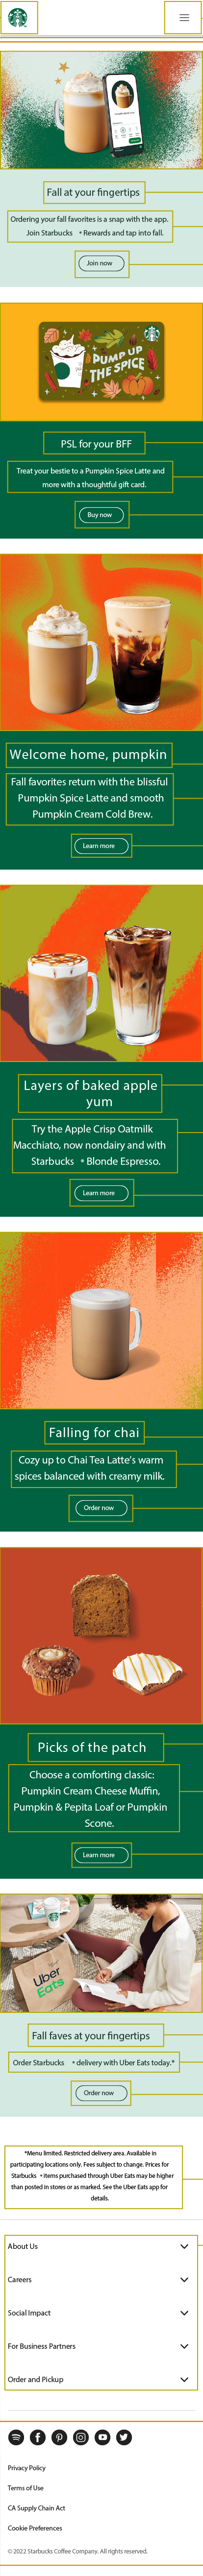 Fall at your fingertips
Ordering your fall favorites is a snap with the app.
Join Starbucks ® Rewards and tap into fall.
Join now
PUMP UP
THE SPICE
PSL for your BFF
Treat your bestie to a Pumpkin Spice Latte and
more with a thoughtful gift card.
Buy now
Welcome home, pumpkin
Fall favorites return with the blissful
Pumpkin Spice Latte and smooth
Pumpkin Cream Cold Brew.
Learn more
Layers of baked apple
yum
Try the Apple Crisp Oatmilk
Macchiato, now nondairy and with
Starbucks ® Blonde Espresso.
Learn more
Falling for chai
Cozy up to Chai Tea Latte’s warm
spices balanced with creamy milk.
Order now
Picks of the patch
Choose a comforting classic:
Pumpkin Cream Cheese Muffin,
Pumpkin & Pepita Loaf or Pumpkin
Scone.
Learn more
Uber
Eats
Fall faves at your fingertips
Order Starbucks ® delivery with Uber Eats today.*
Order now
*Menu limited. Restricted delivery area. Available in
participating locations only. Fees subject to change. Prices for
Starbucks ® items purchased through Uber Eats may be higher
than posted in stores or as marked. See the Uber Eats app for
details.
About Us
Careers
Social Impact
For Business Partners
Order and Pickup
Privacy Policy
Terms of Use
CA Supply Chain Act
Cookie Preferences
© 2022 Starbucks Coffee Company. All rights reserved.